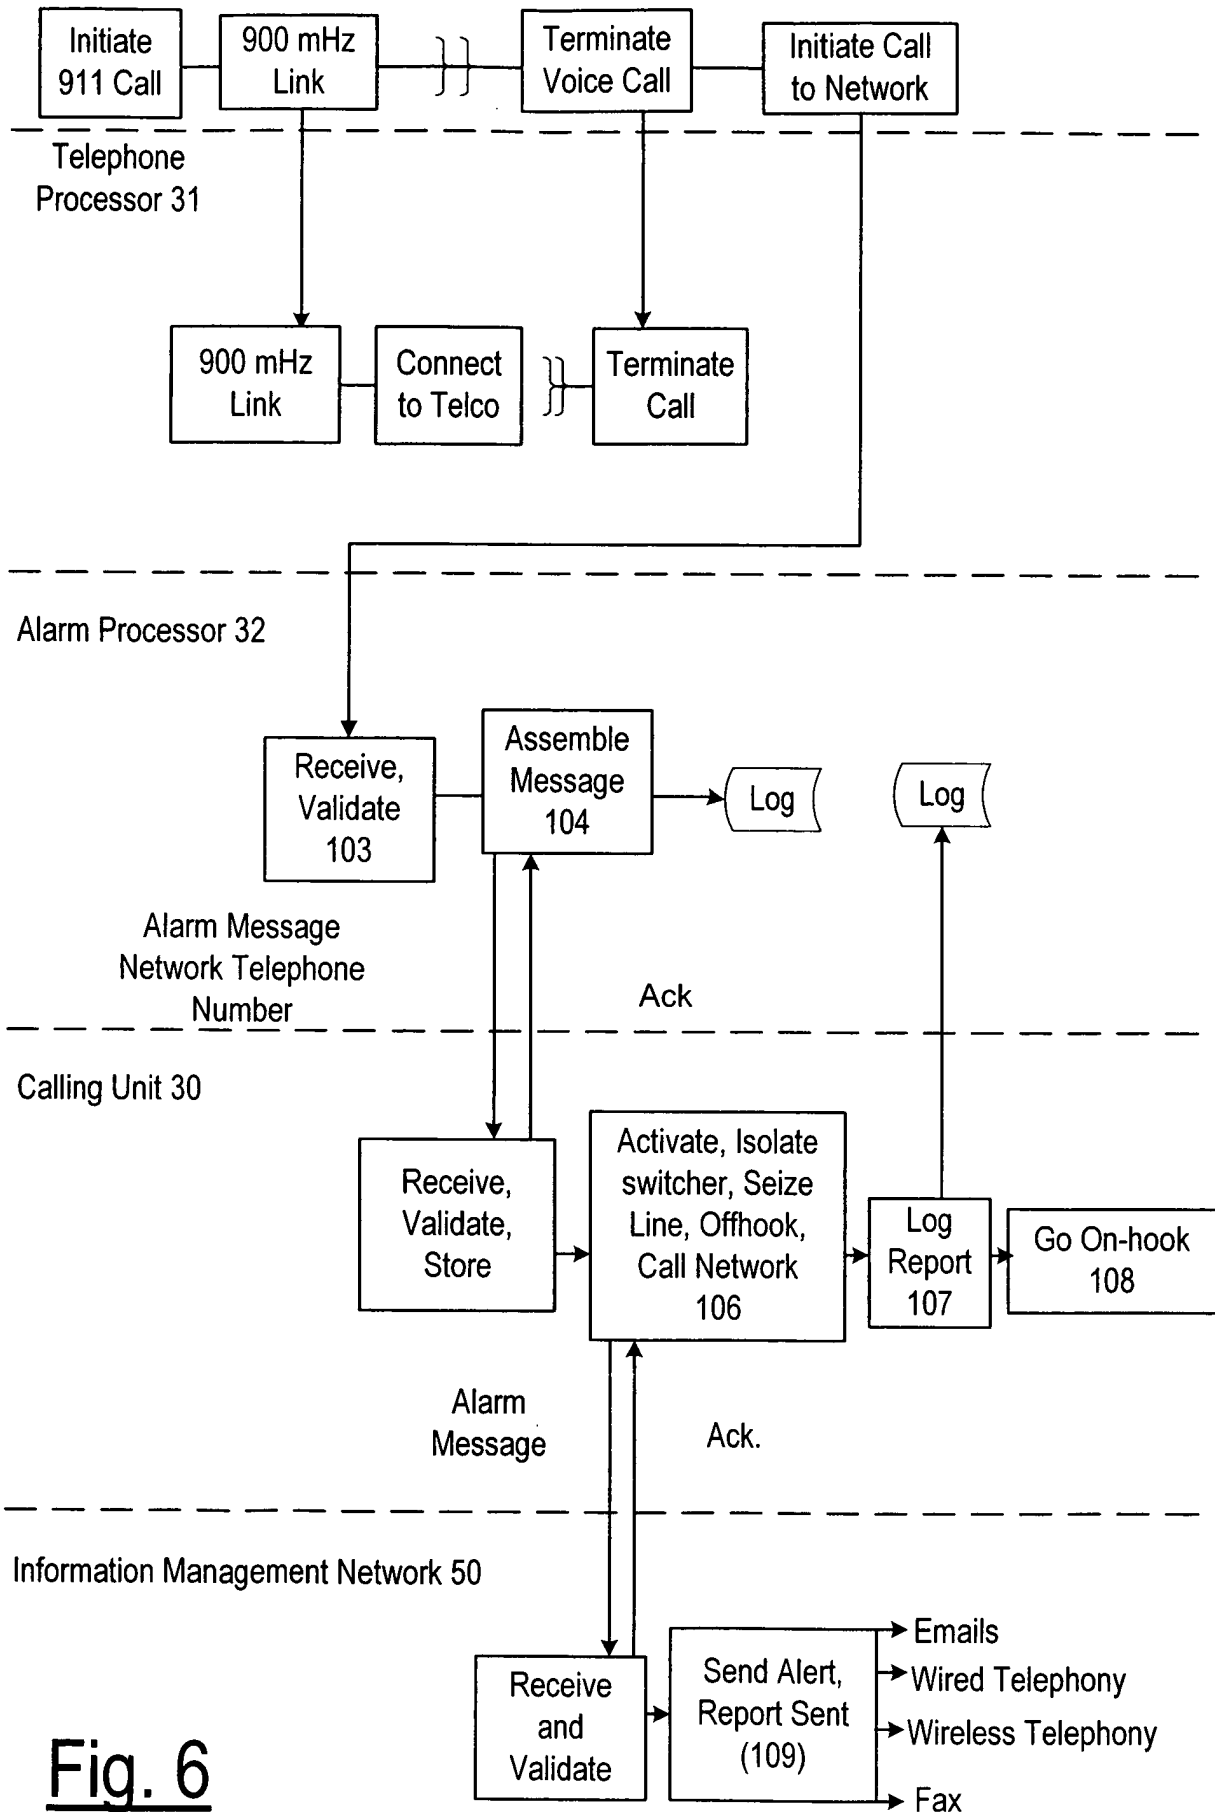 Initiate
911 Call
900 mHz
Link
Terminate
Voice Call
Initiate Call
to Network
Telephone
Processor 31
900 mHz
Link
Connect
to Telco
Terminate
Call
Alarm Processor 32
Receive,
Validate
103
Assemble
Message
104
Log
Log
Alarm Message
Network Telephone
Number
Ack
Calling Unit 30
Receive,
Validate,
Store
Activate, Isolate
switcher, Seize
Line, Offhook,
Call Network
106
Log
Report
107
Go On-hook
108
Alarm
Message
Ack.
Information Management Network 50
Receive
and
Validate
Send Alert,
Report Sent
(109)
Emails
Wired Telephony
Wireless Telephony
Fax
Fig. 6